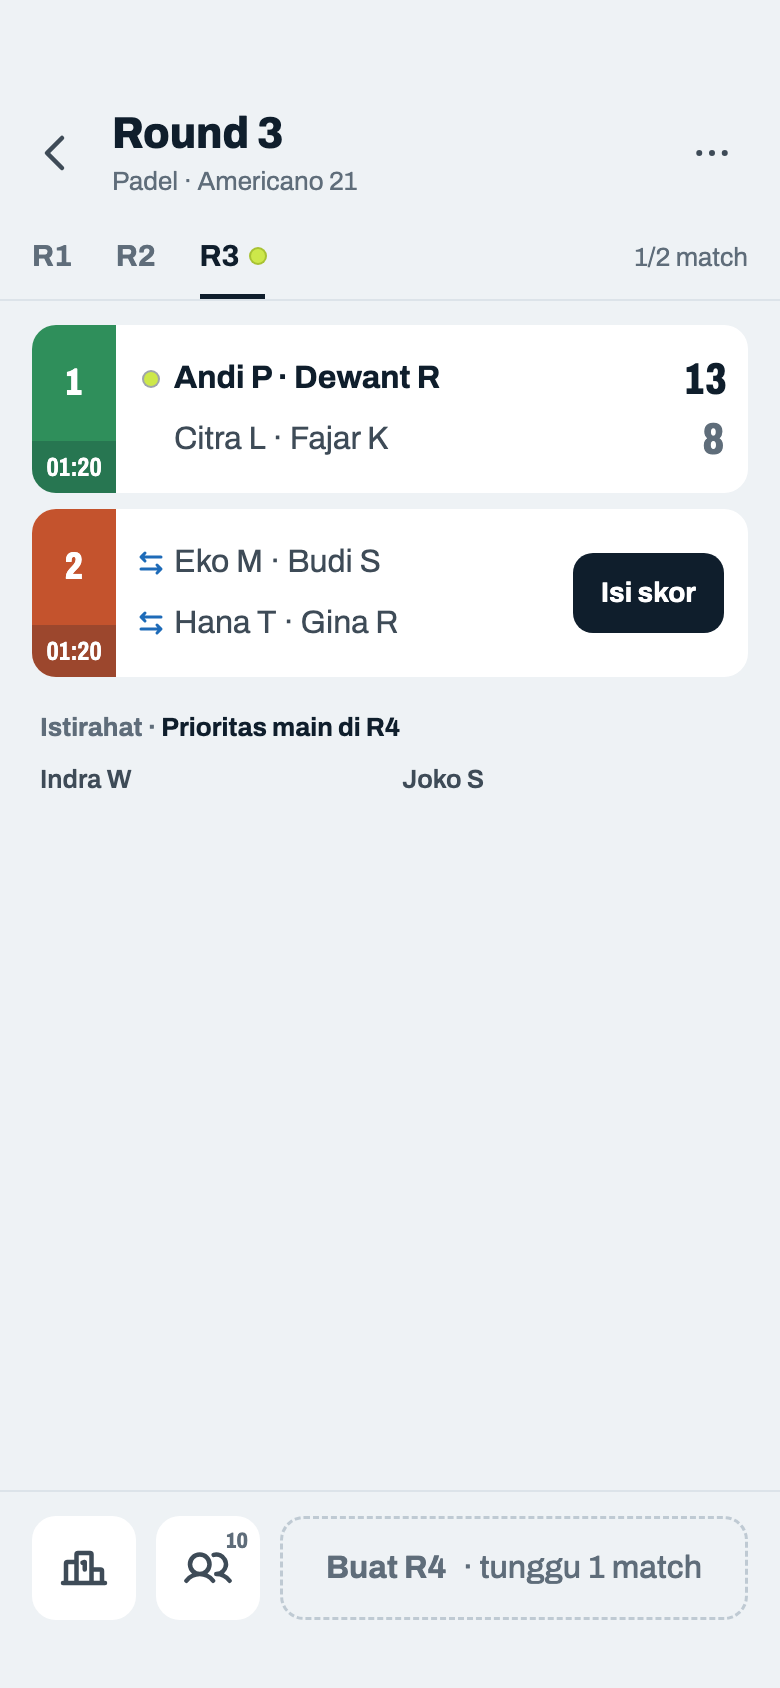 Round 3
Padel · Americano 21
R1 R2 R3 1/2 match
1 Andi P · Dewant R 13
Citra L · Fajar K 8
01:20
2 Eko M · Budi S
Hana T · Gina R
Isi skor
01:20
Istirahat · Prioritas main di R4
Indra W Joko S
10
Buat R4 · tunggu 1 match